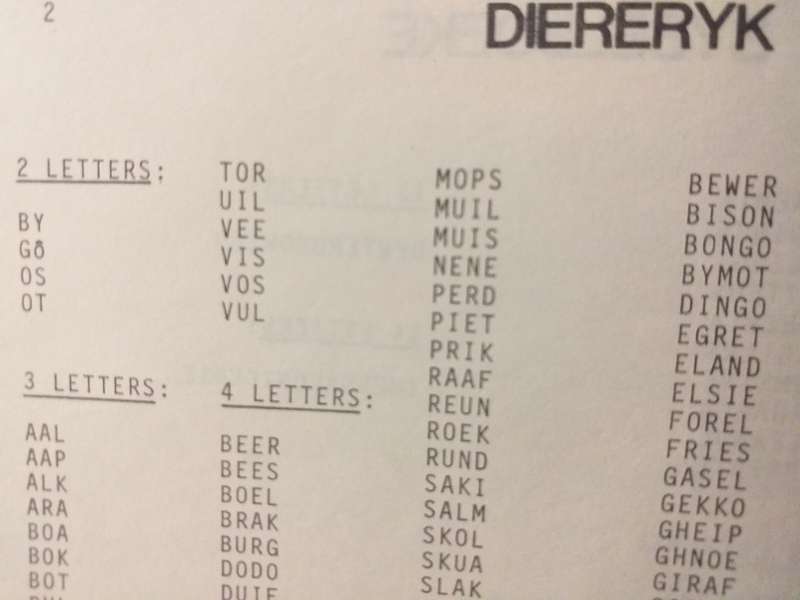 2
DIERERYK
2 LETTERS:
BY
Gô
OS
OT
3 LETTERS:
AAL
AAP
ALK
ARA
BOA
BOK
BOT
TOR
UIL
VEE
VIS
VOS
VUL
4 LETTERS:
BEER
BEES
BOEL
BRAK
BURG
DODO
DUIF
MOPS
MUIL
MUIS
NENE
PERD
PIET
PRIK
RAAF
REUN
ROEK
RUND
SAKI
SALM
SKOL
SKUA
SLAK
BEWER
BISON
BONGO
BYMOT
DINGO
EGRET
ELAND
ELSIE
FOREL
FRIES
GASEL
GEKKO
GHEIP
GHNOE
GIRAF